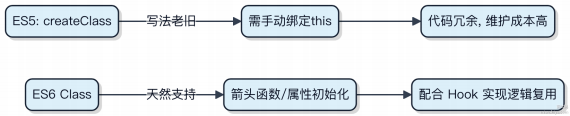 ES5: createClass
写法老旧
需手动绑定this
代码冗余, 维护成本高
ES6 Class
天然支持
箭头函数/属性初始化
配合 Hook 实现逻辑复用